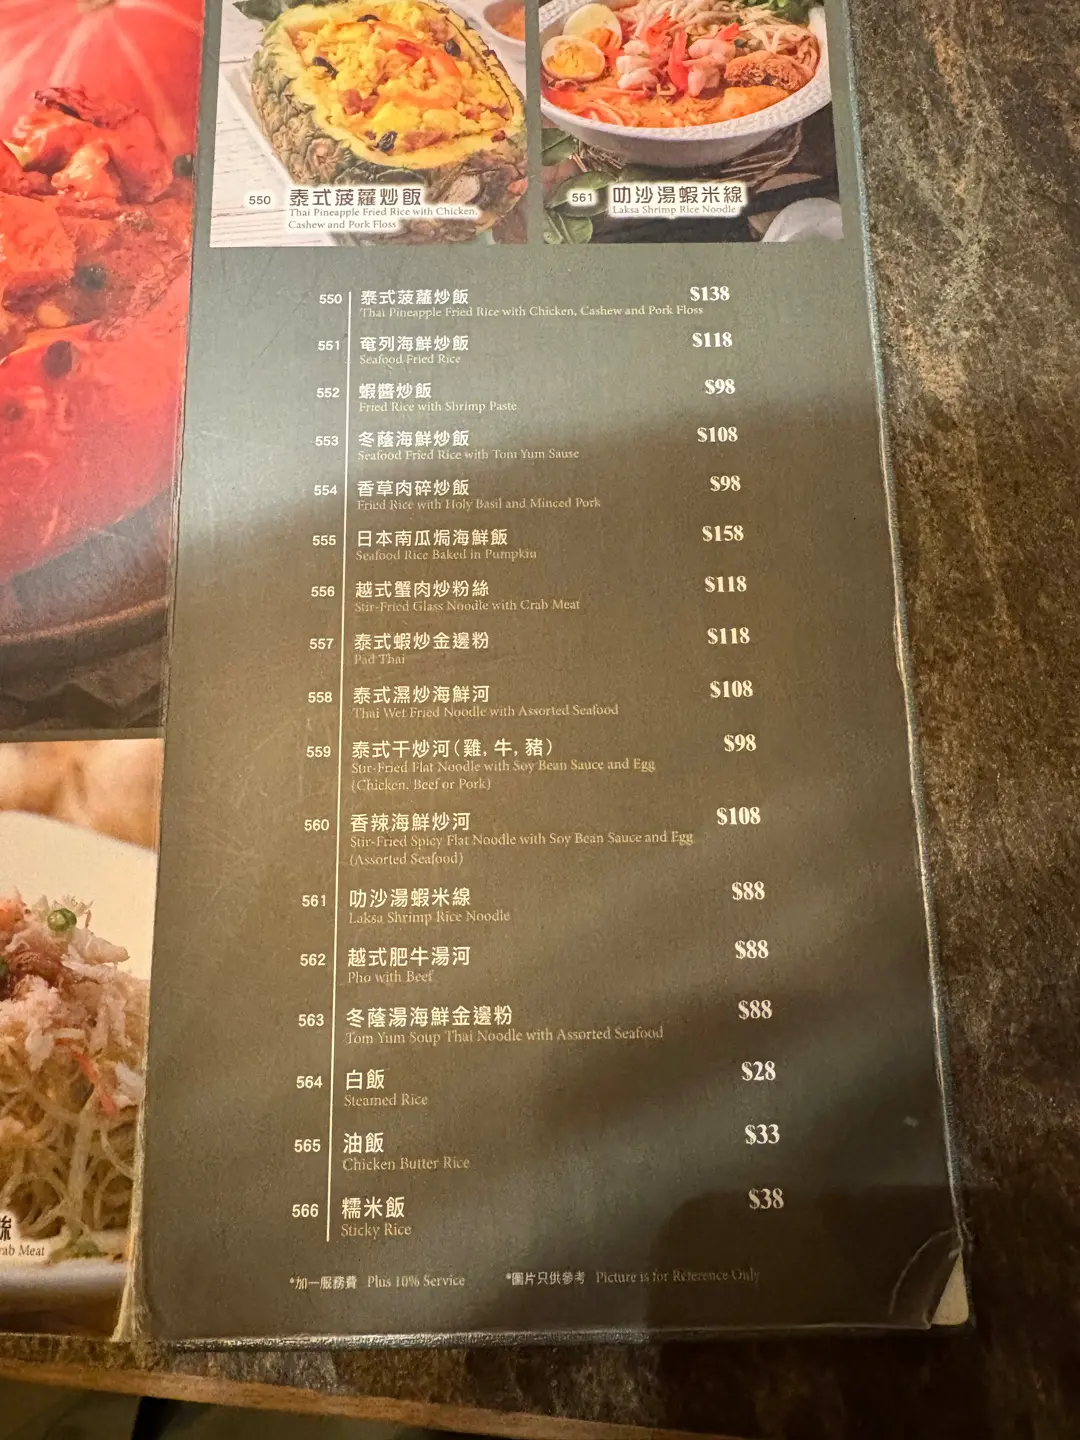 550 泰式菠蘿炒飯
Thai Pineapple Fried Rice with Chicken,
Cashew and Pork Floss
561 叻沙湯蝦米線
Laksa Shrimp Rice Noodle
550 泰式菠蘿炒飯 $138
Thai Pineapple Fried Rice with Chicken, Cashew and Pork Floss
551 奄列海鮮炒飯 $118
Seafood Fried Rice
552 蝦醬炒飯 $98
Fried Rice with Shrimp Paste
553 冬蔭海鮮炒飯 $108
Seafood Fried Rice with Tom Yum Sause
554 香草肉碎炒飯 $98
Fried Rice with Holy Basil and Minced Pork
555 日本南瓜焗海鮮飯 $158
Seafood Rice Baked in Pumpkin
556 越式蟹肉炒粉絲 $118
Stir-Fried Glass Noodle with Crab Meat
557 泰式蝦炒金邊粉 $118
Pad Thai
558 泰式濕炒海鮮河 $108
Thai Wet Fried Noodle with Assorted Seafood
559 泰式干炒河(雞, 牛, 豬) $98
Stir-Fried Flat Noodle with Soy Bean Sauce and Egg
(Chicken, Beef or Pork)
560 香辣海鮮炒河 $108
Stir-Fried Spicy Flat Noodle with Soy Bean Sauce and Egg
(Assorted Seafood)
561 叻沙湯蝦米線 $88
Laksa Shrimp Rice Noodle
562 越式肥牛湯河 $88
Pho with Beef
563 冬蔭湯海鮮金邊粉 $88
Tom Yum Soup Thai Noodle with Assorted Seafood
564 白飯 $28
Steamed Rice
565 油飯 $33
Chicken Butter Rice
566 糯米飯 $38
Sticky Rice
絲
rab Meat
*加一服務費 Plus 10% Service *圖片只供參考 Picture is for Reference Only